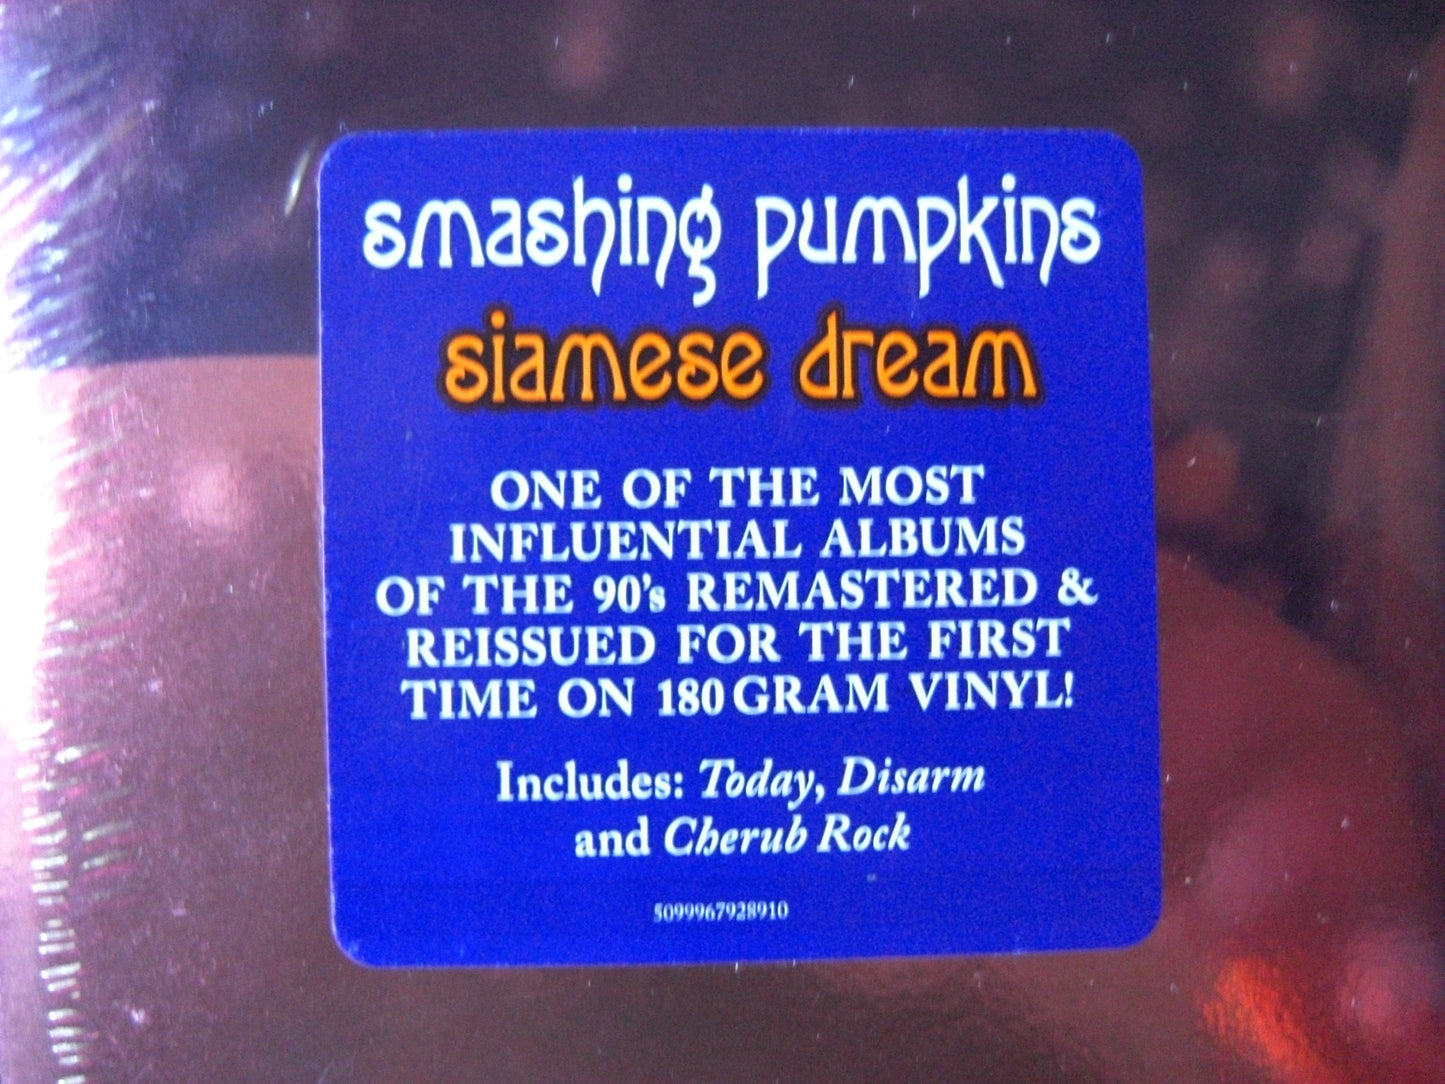 smashing pumpkins
siamese dream
ONE OF THE MOST
INFLUENTIAL ALBUMS
OF THE 90's REMASTERED &
REISSUED FOR THE FIRST
TIME ON 180 GRAM VINYL!
Includes: Today, Disarm
and Cherub Rock
5099967928910